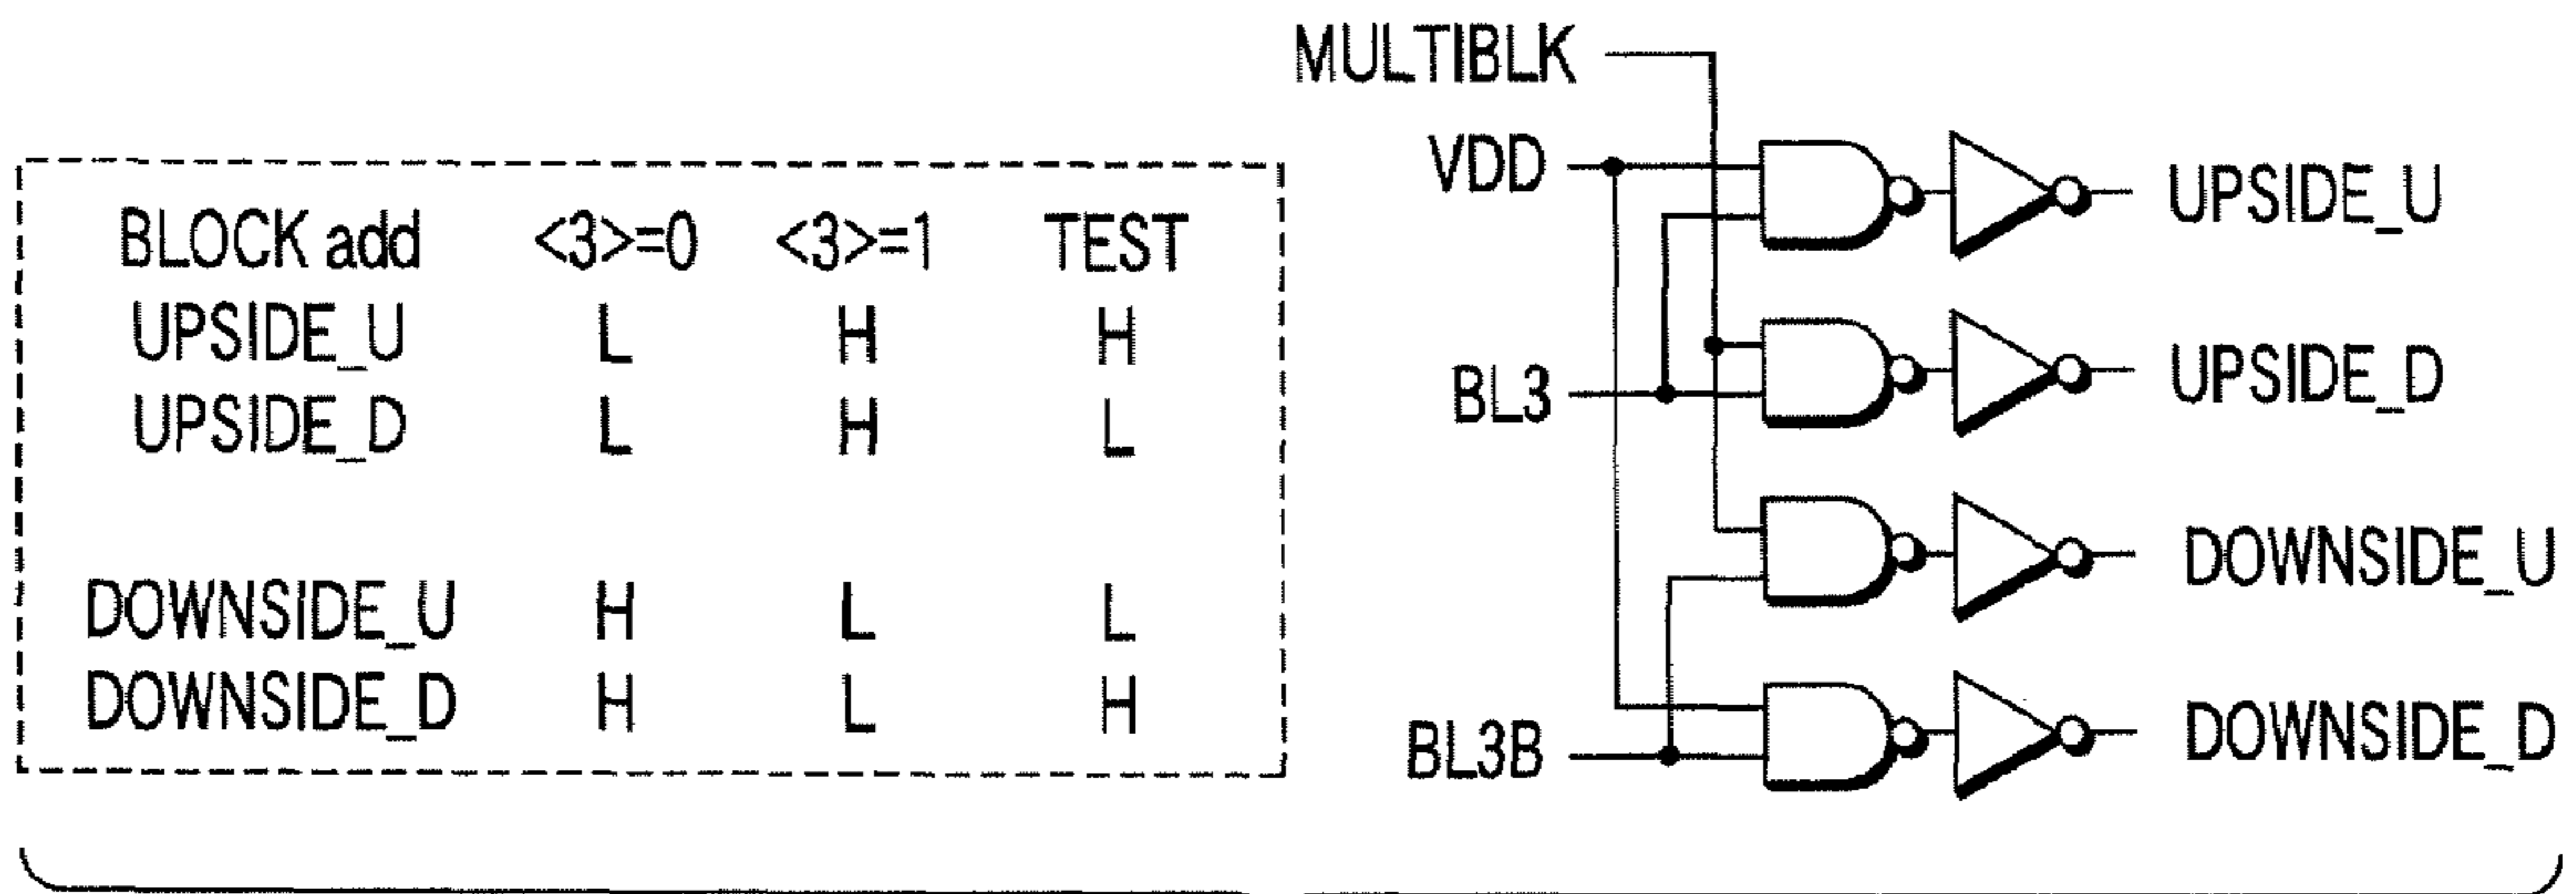 BLOCK add <3>=0 <3>=1 TEST
UPSIDE_U L H H
UPSIDE_D L H L
DOWNSIDE_U H L L
DOWNSIDE_D H L H
MULTIBLK
VDD
BL3
BL3B
UPSIDE_U
UPSIDE_D
DOWNSIDE_U
DOWNSIDE_D